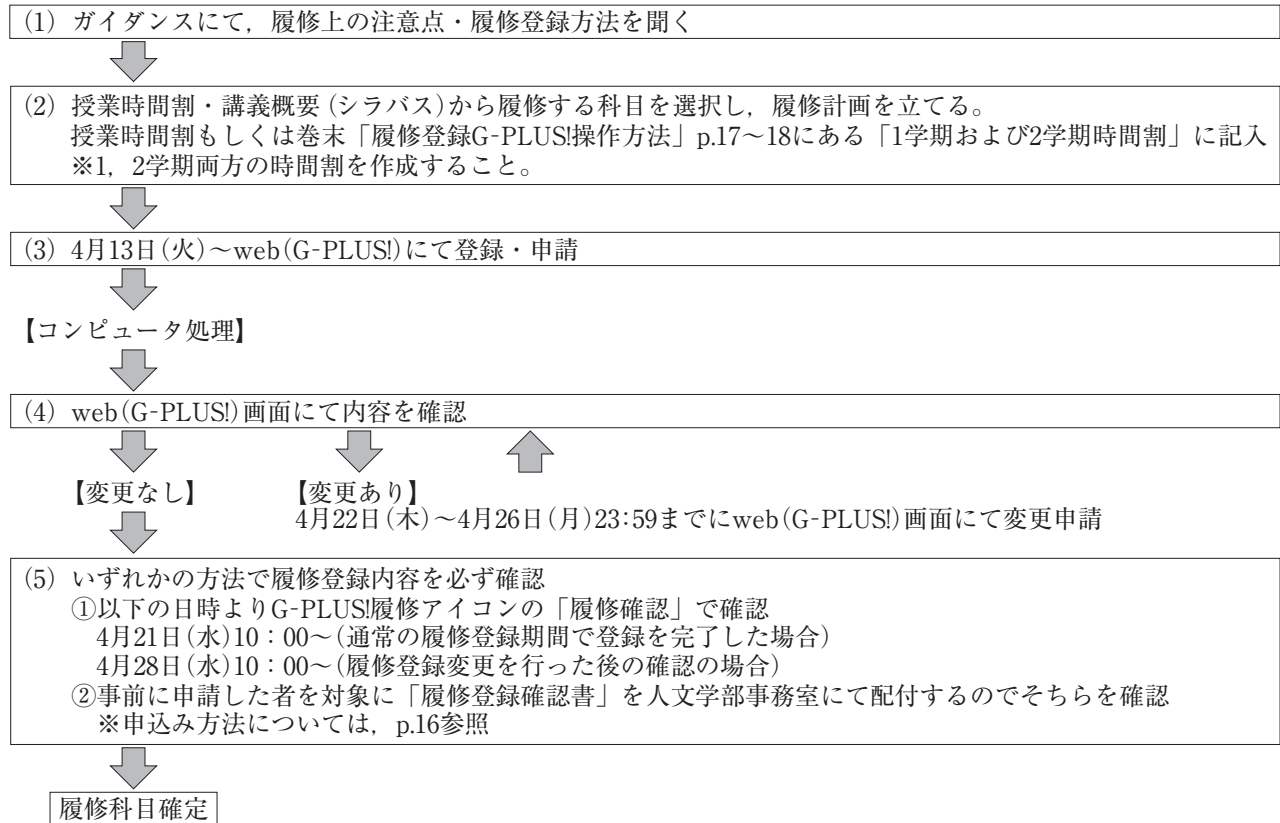 (1) ガイダンスにて，履修上の注意点・履修登録方法を聞く
(2) 授業時間割・講義概要(シラバス)から履修する科目を選択し，履修計画を立てる。
授業時間割もしくは巻末「履修登録G-PLUS!操作方法」p.17～18にある「1学期および2学期時間割」に記入
※1，2学期両方の時間割を作成すること。
(3) 4月13日(火)～web(G-PLUS!)にて登録・申請
【コンピュータ処理】
(4) web(G-PLUS!)画面にて内容を確認
【変更なし】 【変更あり】
4月22日(木)～4月26日(月)23:59までにweb(G-PLUS!)画面にて変更申請
(5) いずれかの方法で履修登録内容を必ず確認
①以下の日時よりG-PLUS!履修アイコンの「履修確認」で確認
4月21日(水)10：00～(通常の履修登録期間で登録を完了した場合)
4月28日(水)10：00～(履修登録変更を行った後の確認の場合)
②事前に申請した者を対象に「履修登録確認書」を人文学部事務室にて配付するのでそちらを確認
※申込み方法については，p.16参照
履修科目確定